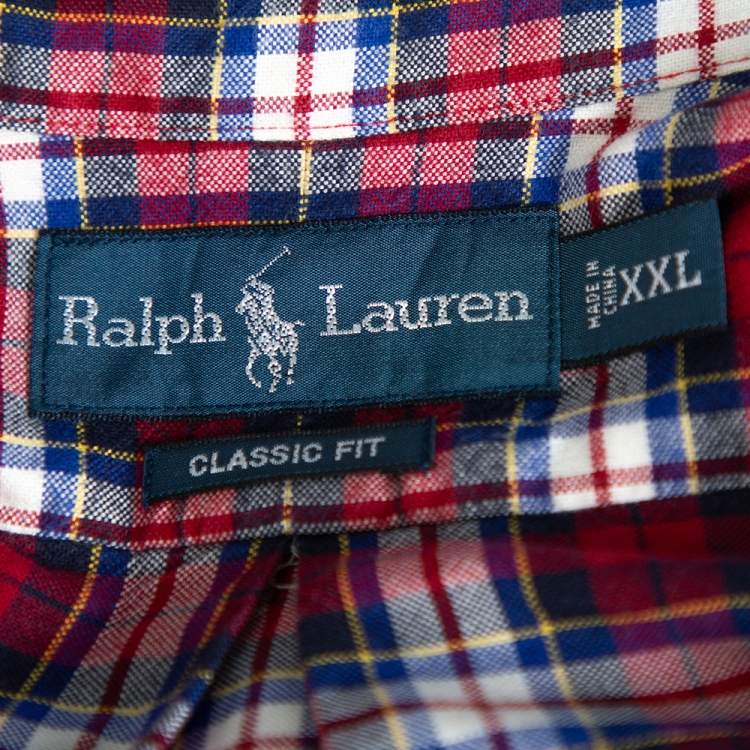 Ralph Lauren
MADE IN
CHINA
XXL
CLASSIC FIT